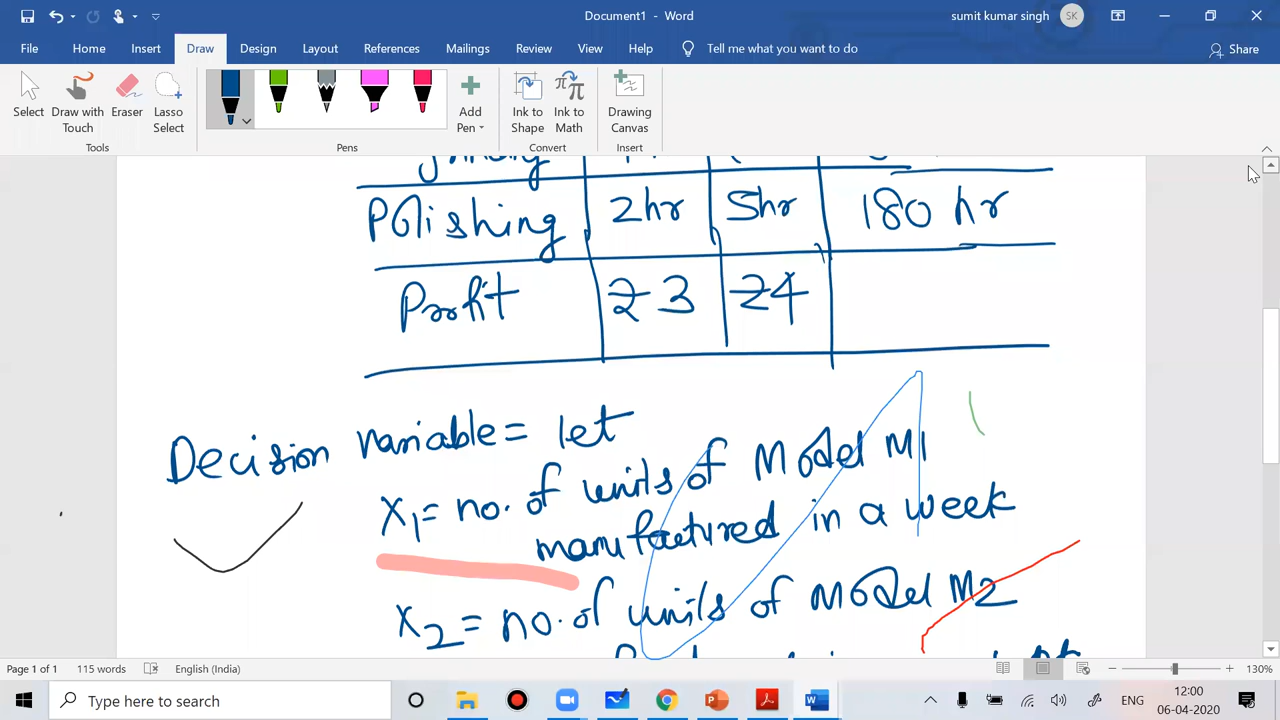 Document1 - Word
sumit kumar singh
SK
File Home Insert Draw Design Layout References Mailings Review View Help Tell me what you want to do
Share
Select Draw with Touch Eraser Lasso Select Add Pen Ink to Shape Ink to Math Drawing Canvas
Tools Pens Convert Insert
Polishing 2hr 5hr 180 hr
Profit ₹3 ₹4
Decision variable = let
x1 = no. of units of Model M1
manufactured in a week
x2 = no. of units of Model M2
Page 1 of 1 115 words English (India) 130%
Type here to search
ENG
12:00
06-04-2020